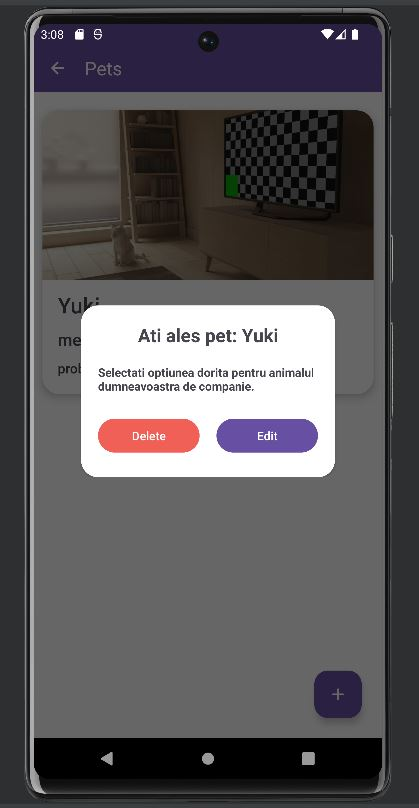 3:08
Pets
Yuki
Ati ales pet: Yuki
me
Selectati optiunea dorita pentru animalul
dumneavoastra de companie.
Delete
Edit
+